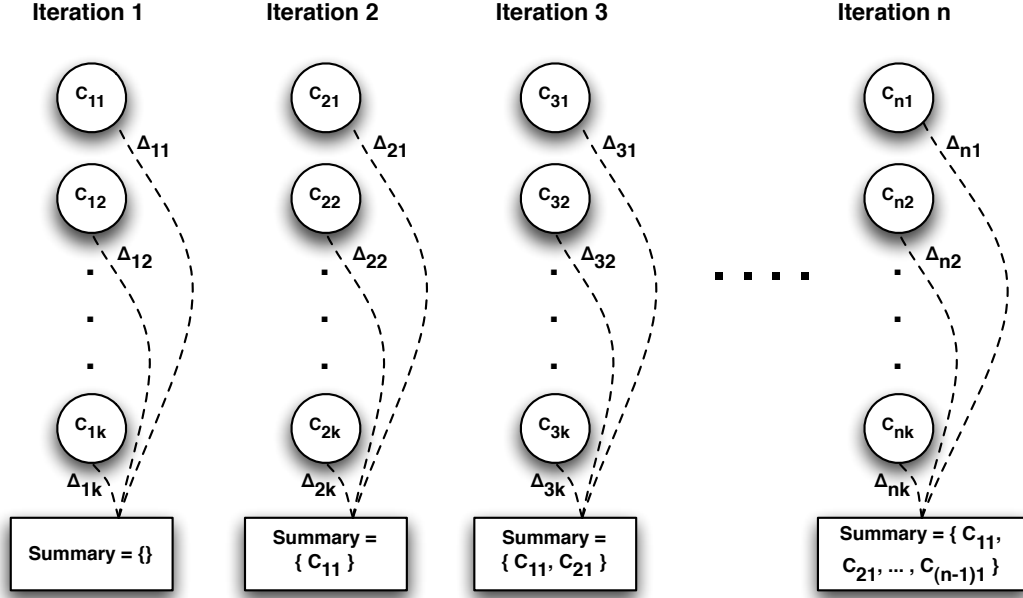 Iteration 1 Iteration 2 Iteration 3 Iteration n
C11 C21 C31 Cn1
Δ11 Δ21 Δ31 Δn1
C12 C22 C32 Cn2
Δ12 Δ22 Δ32 Δn2
C1k C2k C3k Cnk
Δ1k Δ2k Δ3k Δnk
Summary = {}
Summary =
{ C11 }
Summary =
{ C11, C21 }
Summary = { C11,
C21, ... , C(n-1)1 }